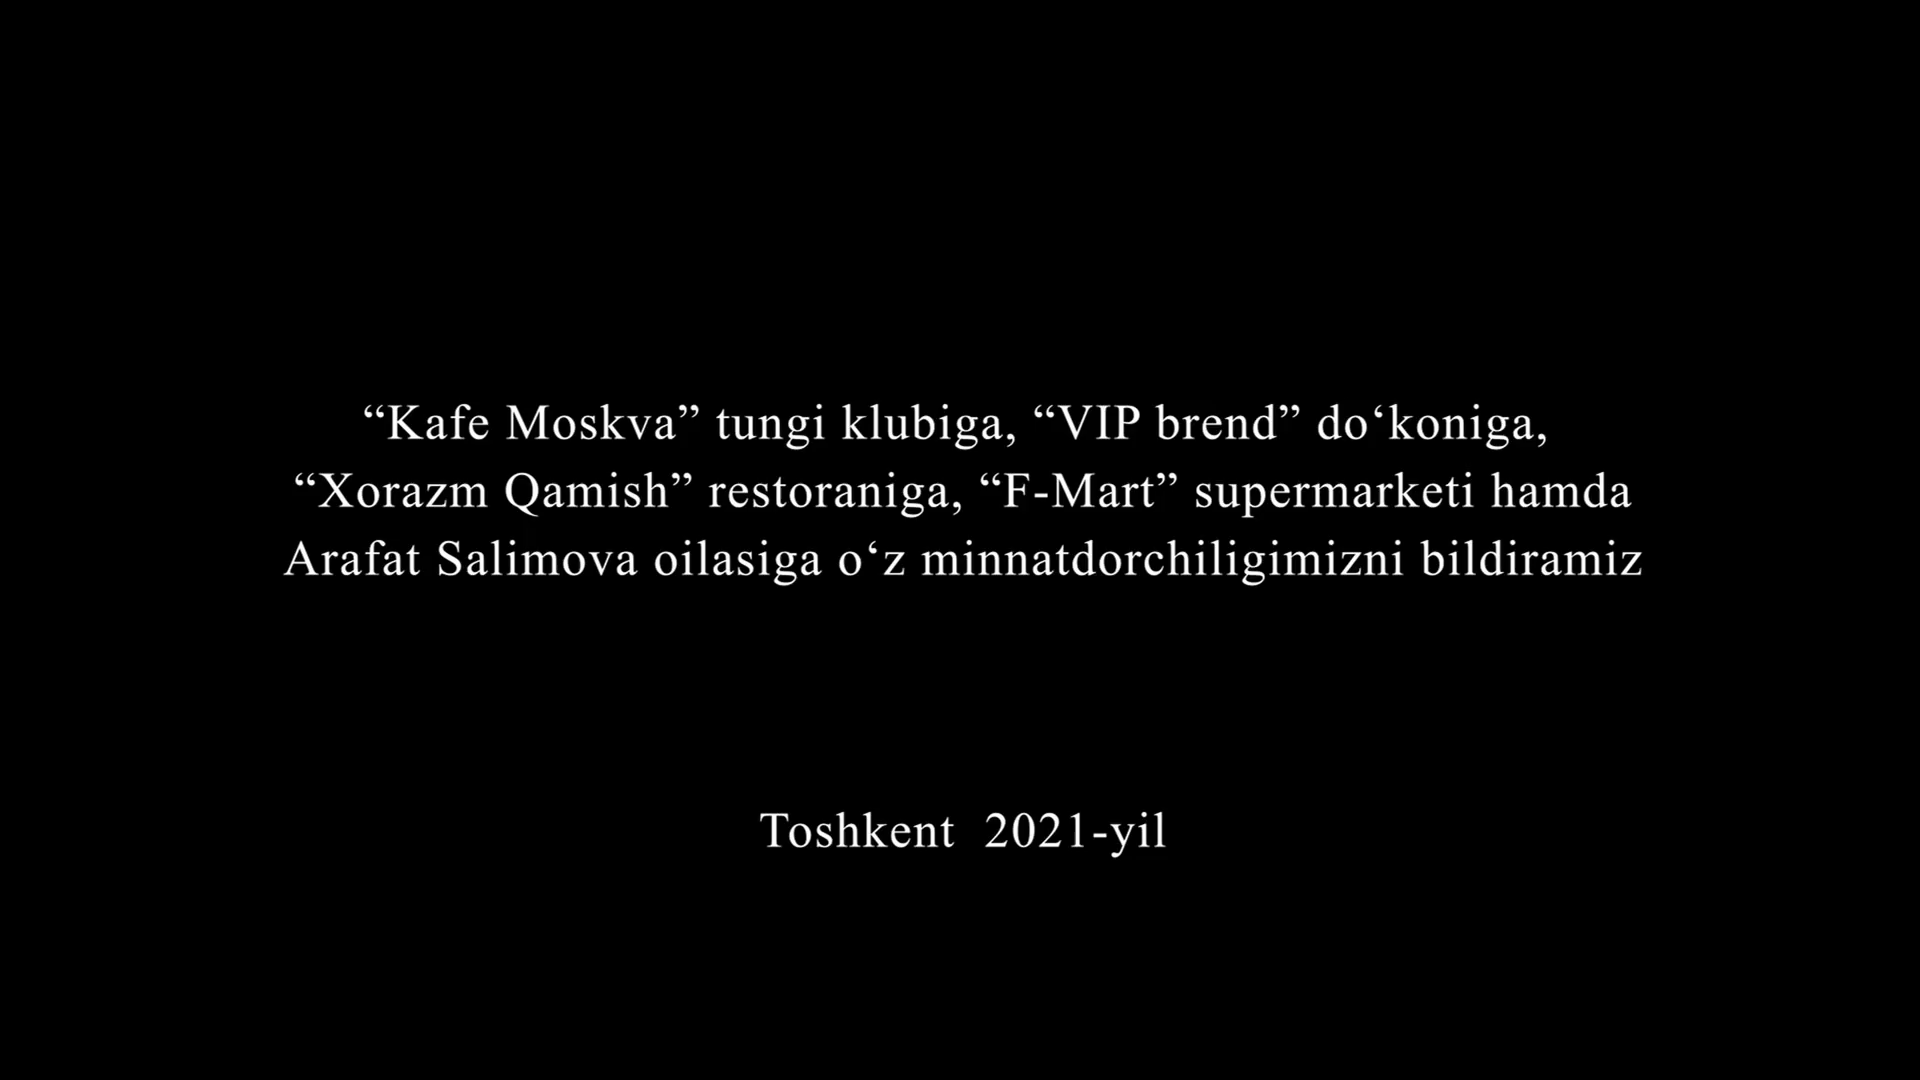 “Kafe Moskva” tungi klubiga, “VIP brend” do‘koniga,
“Xorazm Qamish” restoraniga, “F-Mart” supermarketi hamda
Arafat Salimova oilasiga o‘z minnatdorchiligimizni bildiramiz
Toshkent 2021-yil